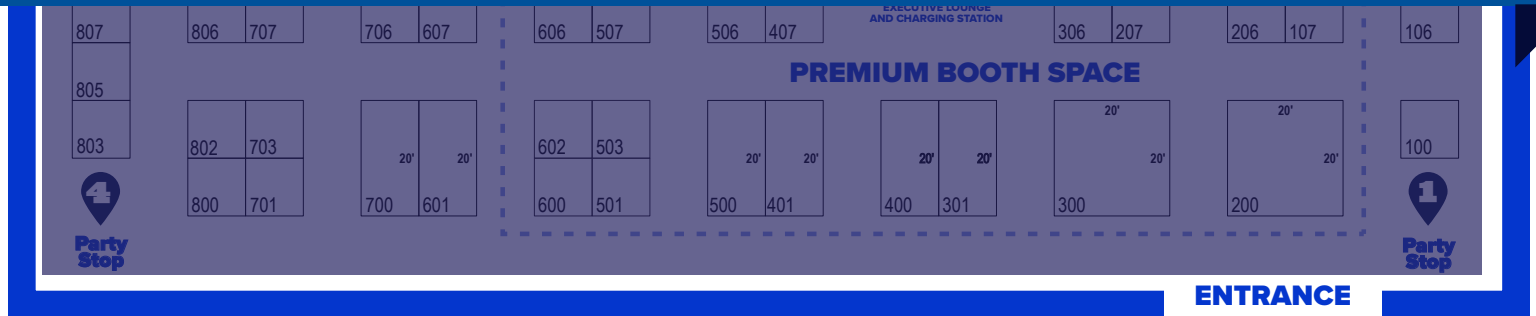 EXECUTIVE LOUNGE
AND CHARGING STATION
807 806 707 706 607 606 507 506 407 306 207 206 107 106
PREMIUM BOOTH SPACE
805
20' 20'
803 802 703 20' 20' 602 503 20' 20' 20' 20' 20' 20' 100
4 800 701 700 601 600 501 500 401 400 301 300 200 1
Party Party
Stop Stop
ENTRANCE